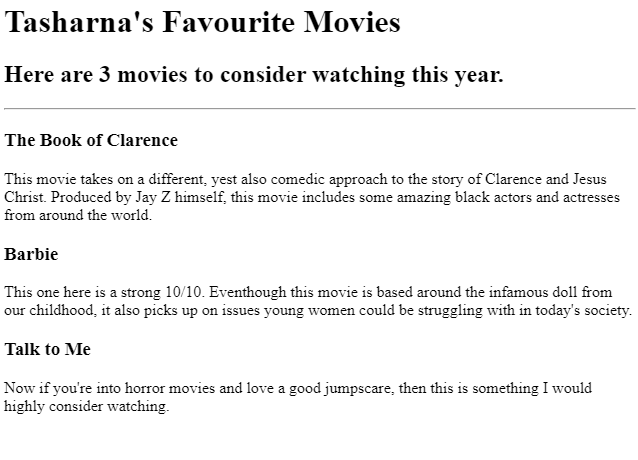 Tasharna's Favourite Movies
Here are 3 movies to consider watching this year.
The Book of Clarence
This movie takes on a different, yest also comedic approach to the story of Clarence and Jesus
Christ. Produced by Jay Z himself, this movie includes some amazing black actors and actresses
from around the world.
Barbie
This one here is a strong 10/10. Eventhough this movie is based around the infamous doll from
our childhood, it also picks up on issues young women could be struggling with in today's society.
Talk to Me
Now if you're into horror movies and love a good jumpscare, then this is something I would
highly consider watching.